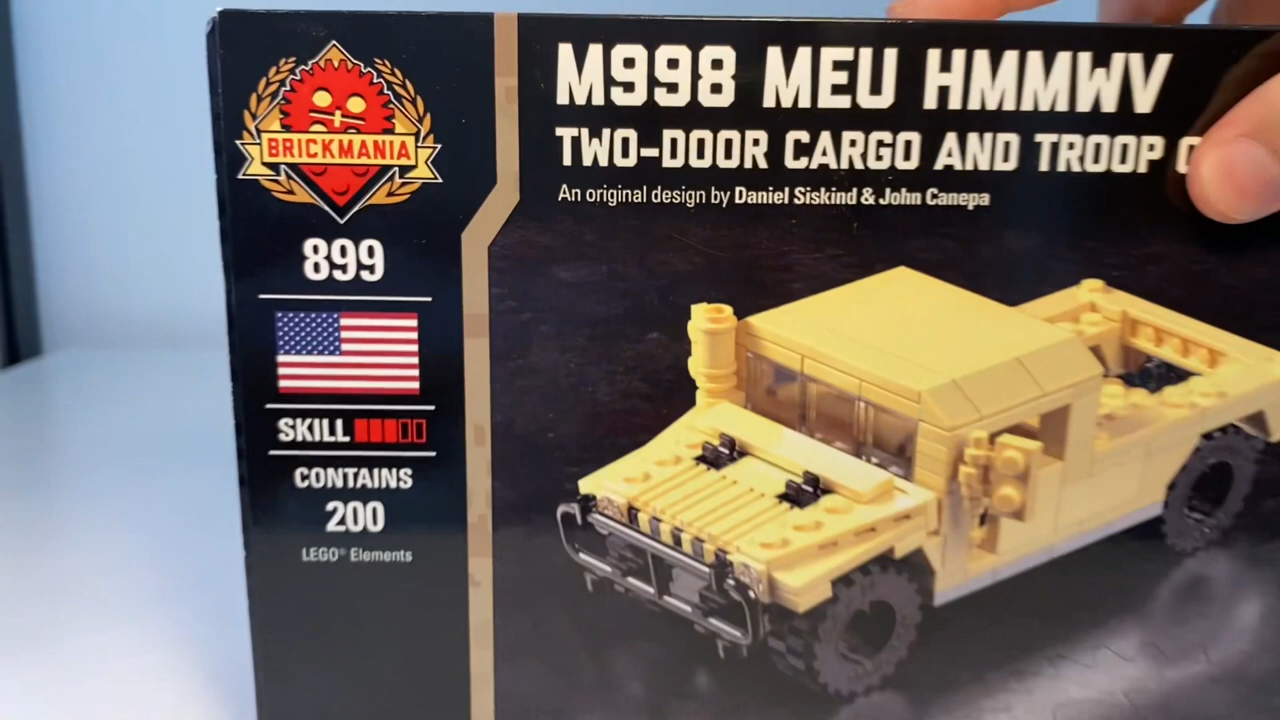 BRICKMANIA
899
SKILL
CONTAINS
200
LEGO® Elements
M998 MEU HMMWV
TWO-DOOR CARGO AND TROOP
An original design by Daniel Siskind & John Canepa